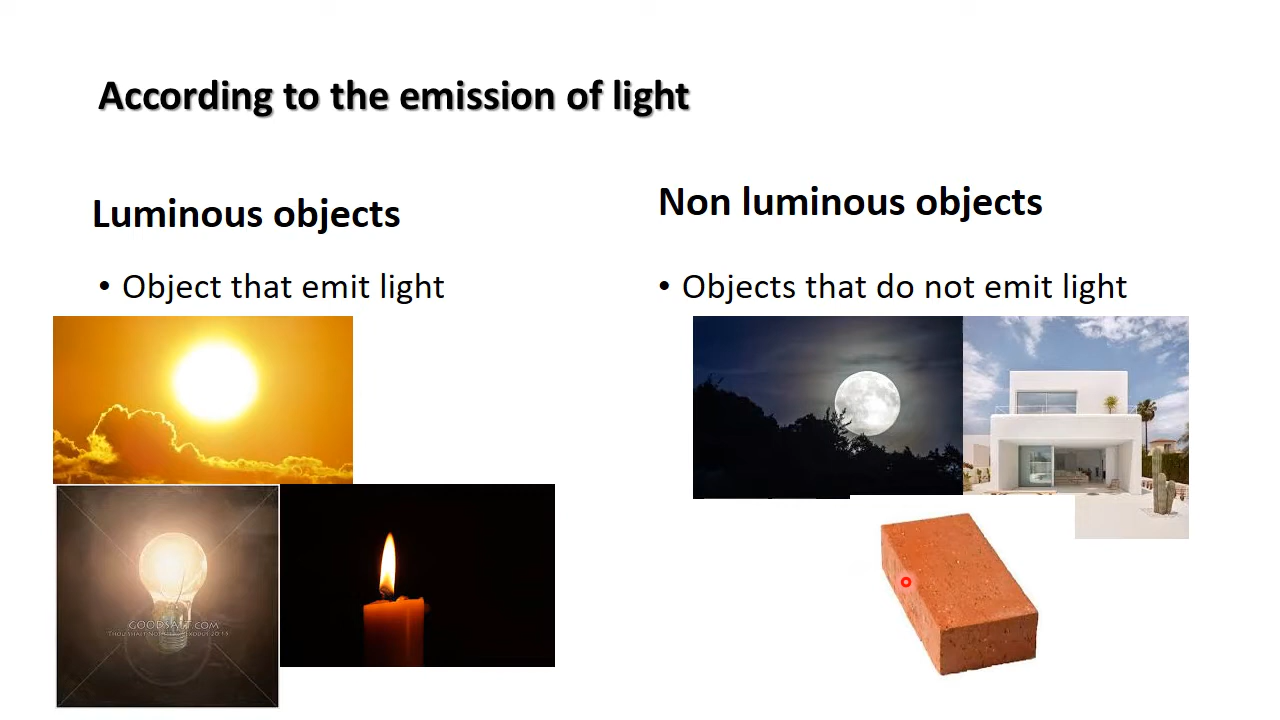 According to the emission of light
Luminous objects
• Object that emit light
Non luminous objects
• Objects that do not emit light
GOODSALT.COM